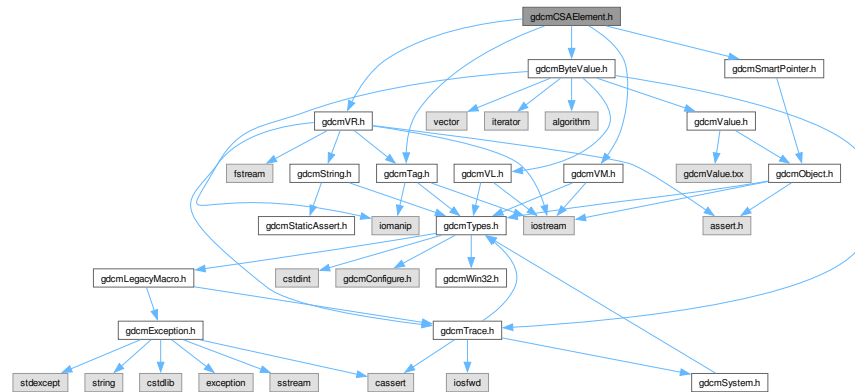 gdcmCSAElement.h
gdcmByteValue.h
gdcmSmartPointer.h
vector
iterator
algorithm
gdcmVR.h
gdcmValue.h
fstream
gdcmString.h
gdcmTag.h
gdcmVL.h
gdcmVM.h
gdcmValue.txx
gdcmObject.h
gdcmStaticAssert.h
iomanip
gdcmTypes.h
iostream
assert.h
gdcmLegacyMacro.h
cstdint
gdcmConfigure.h
gdcmWin32.h
gdcmException.h
gdcmTrace.h
stdexcept
string
cstdlib
exception
sstream
cassert
iosfwd
gdcmSystem.h